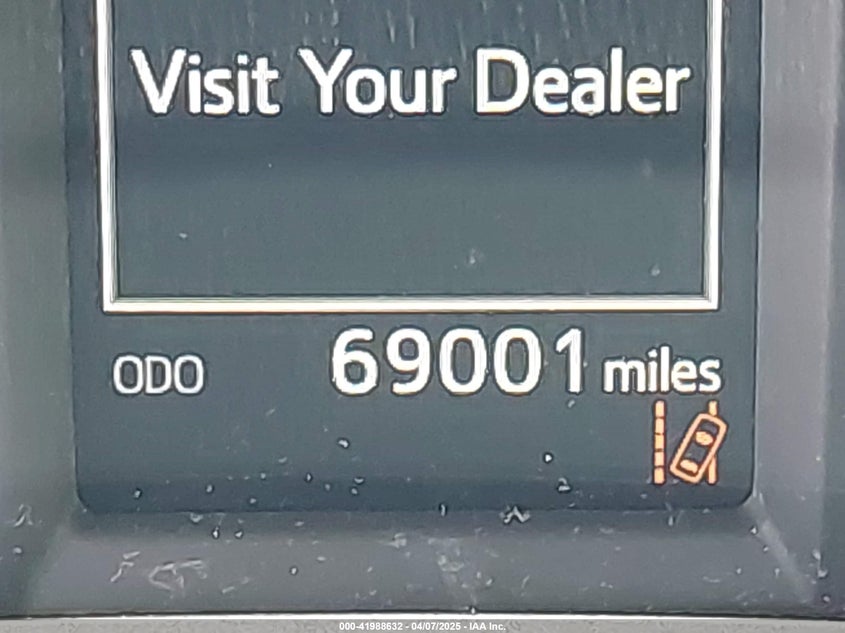 Visit Your Dealer
ODO 69001 miles
000-41988632 - 04/07/2025 - IAA Inc.